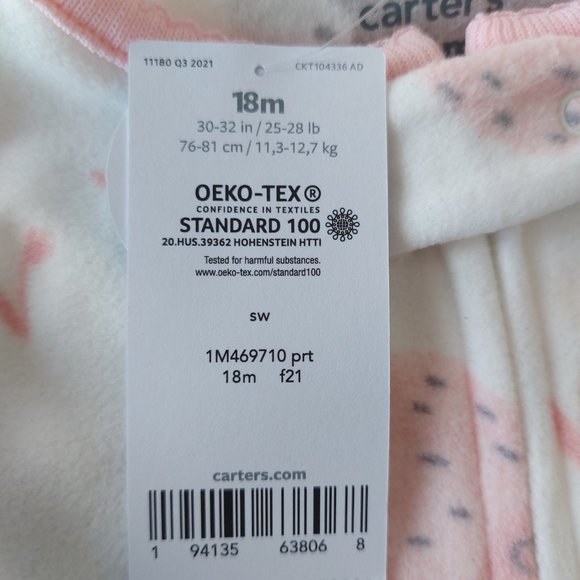 carter's
11180 Q3 2021 CKT104336 AD
18m
30-32 in / 25-28 lb
76-81 cm / 11,3-12,7 kg
OEKO-TEX®
CONFIDENCE IN TEXTILES
STANDARD 100
20.HUS.39362 HOHENSTEIN HTTI
Tested for harmful substances.
www.oeko-tex.com/standard100
sw
1M469710 prt
18m f21
carters.com
1 94135 63806 8